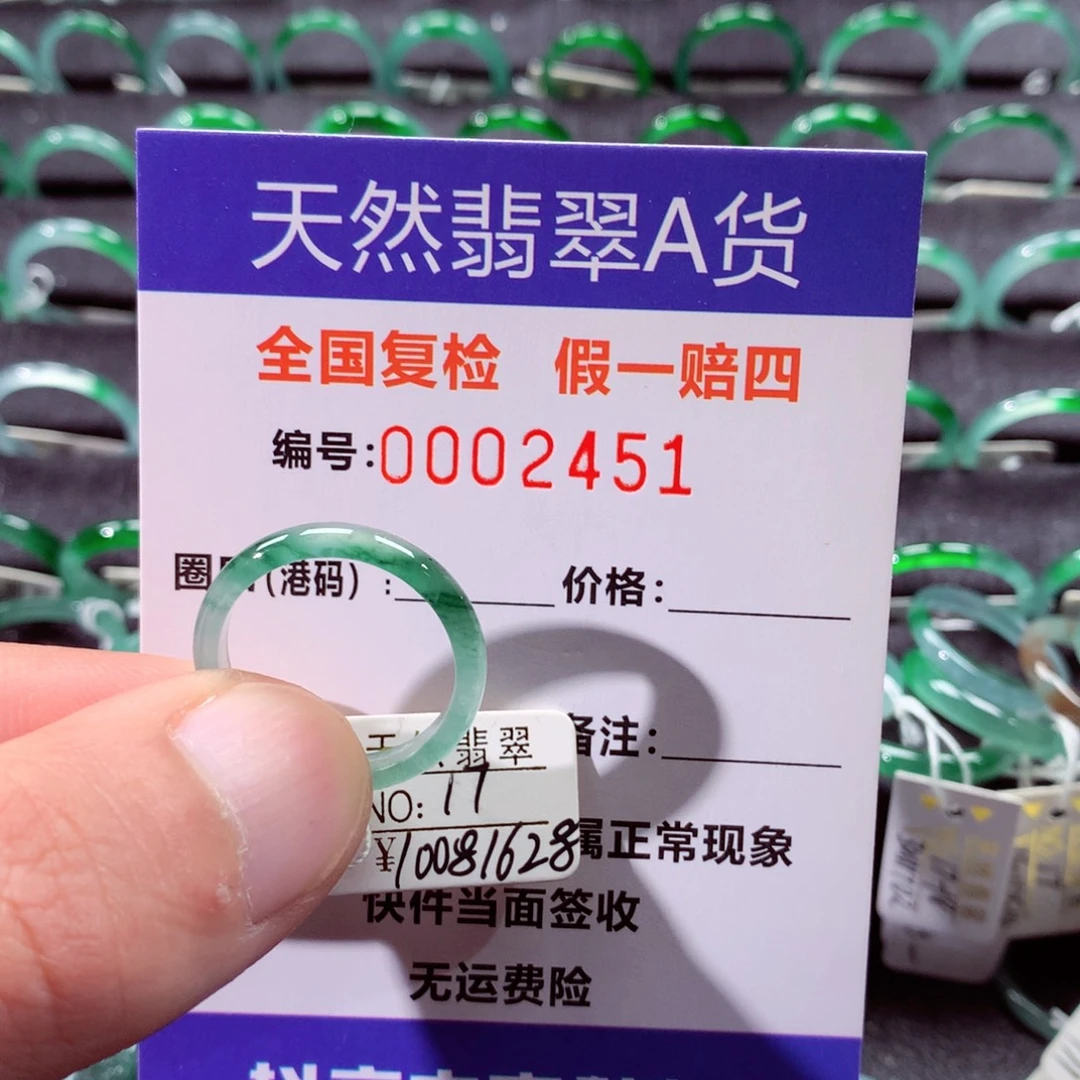 天然翡翠A货
全国复检 假一赔四
编号:0002451
圈口(港码): 价格:
备注:
天然翡翠
NO: 17
¥10081628
属正常现象
快件当面签收
无运费险